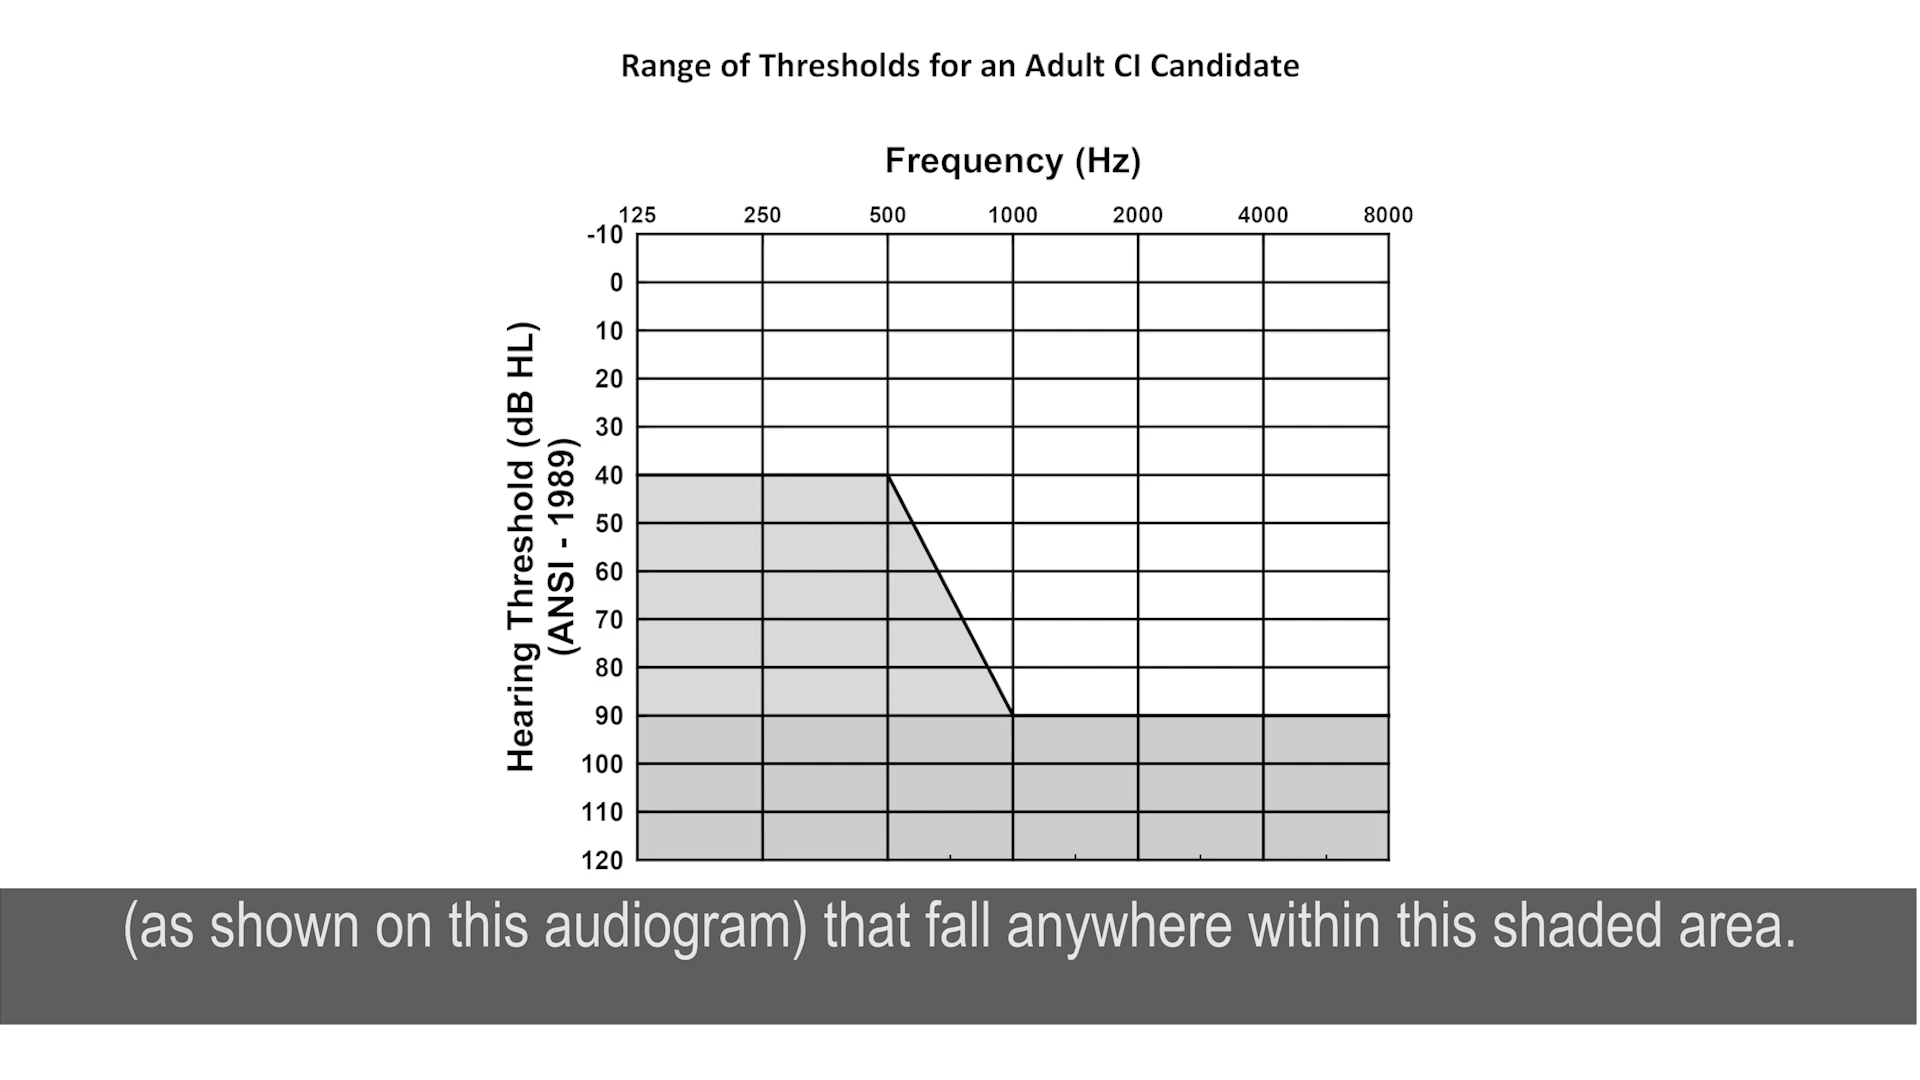 Range of Thresholds for an Adult CI Candidate
Frequency (Hz)
125 250 500 1000 2000 4000 8000
Hearing Threshold (dB HL)
(ANSI - 1989)
-10
0
10
20
30
40
50
60
70
80
90
100
110
120
(as shown on this audiogram) that fall anywhere within this shaded area.